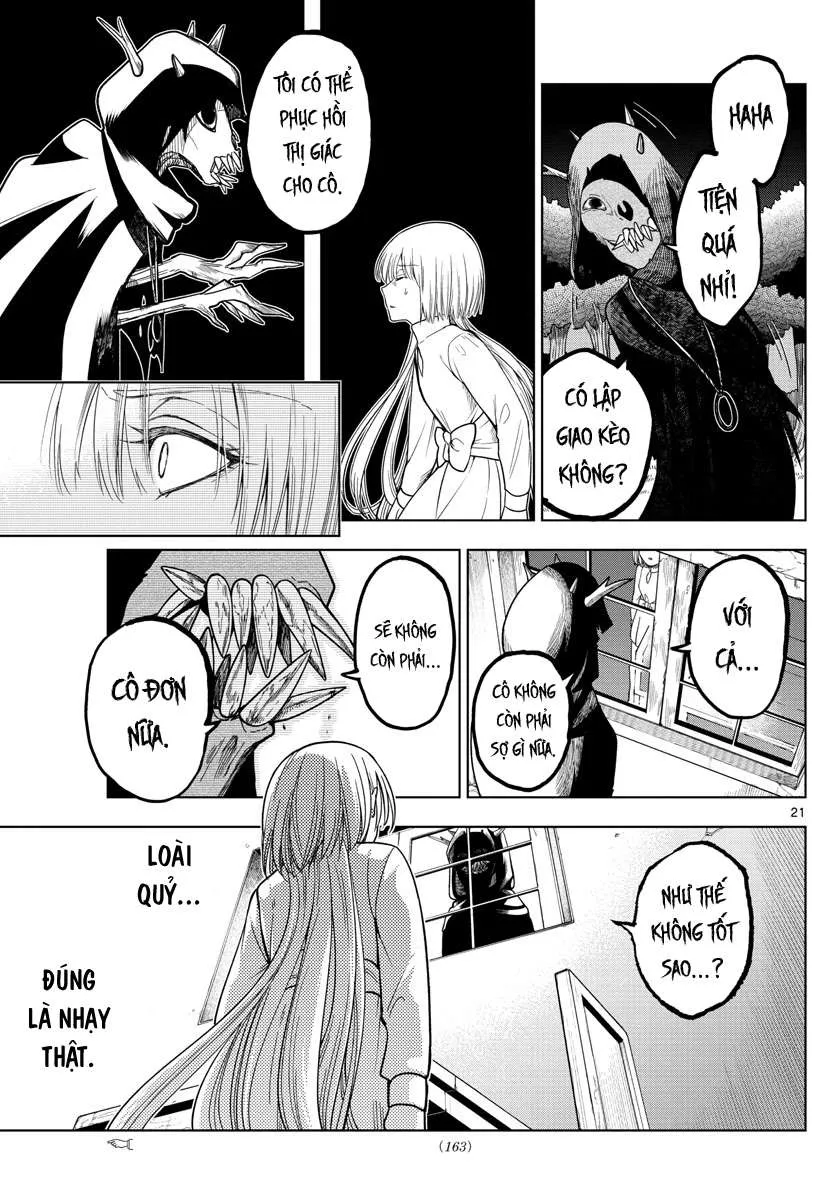 HAHA
TIỆN
QUÁ
NHỈ!
CÓ LẬP
GIAO KÈO
KHÔNG?
TÔI CÓ THỂ
PHỤC HỒI
THỊ GIÁC
CHO CÔ.
VỚI
CẢ...
CÔ KHÔNG
CÒN PHẢI
SỢ GÌ NỮA.
SẼ KHÔNG
CÒN PHẢI...
CÔ ĐƠN
NỮA.
21
NHƯ THẾ
KHÔNG TỐT
SAO...?
LOÀI
QUỶ...
ĐÚNG
LÀ NHẠY
THẬT.
(163)